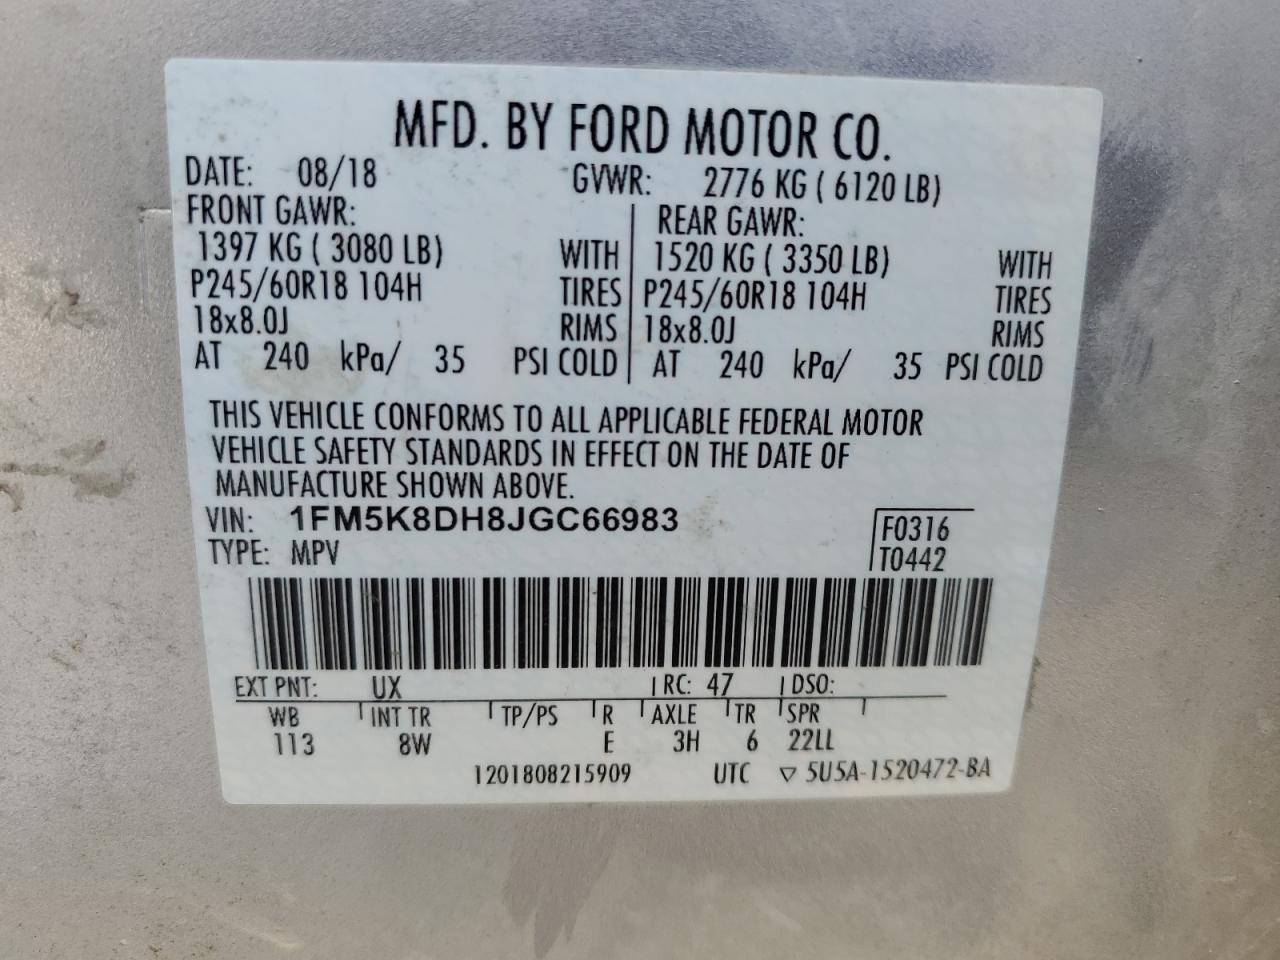 MFD. BY FORD MOTOR CO.
DATE: 08/18 GVWR: 2776 KG ( 6120 LB)
FRONT GAWR: REAR GAWR:
1397 KG ( 3080 LB) WITH 1520 KG ( 3350 LB) WITH
P245/60R18 104H TIRES P245/60R18 104H TIRES
18x8.0J RIMS 18x8.0J RIMS
AT 240 kPa/ 35 PSI COLD AT 240 kPa/ 35 PSI COLD
THIS VEHICLE CONFORMS TO ALL APPLICABLE FEDERAL MOTOR
VEHICLE SAFETY STANDARDS IN EFFECT ON THE DATE OF
MANUFACTURE SHOWN ABOVE.
VIN: 1FM5K8DH8JGC66983 F0316
TYPE: MPV T0442
EXT PNT: UX RC: 47 DSO:
WB INT TR TP/PS R AXLE TR SPR
113 8W E 3H 6 22LL
1201808215909 UTC ▽ 5U5A-1520472-BA